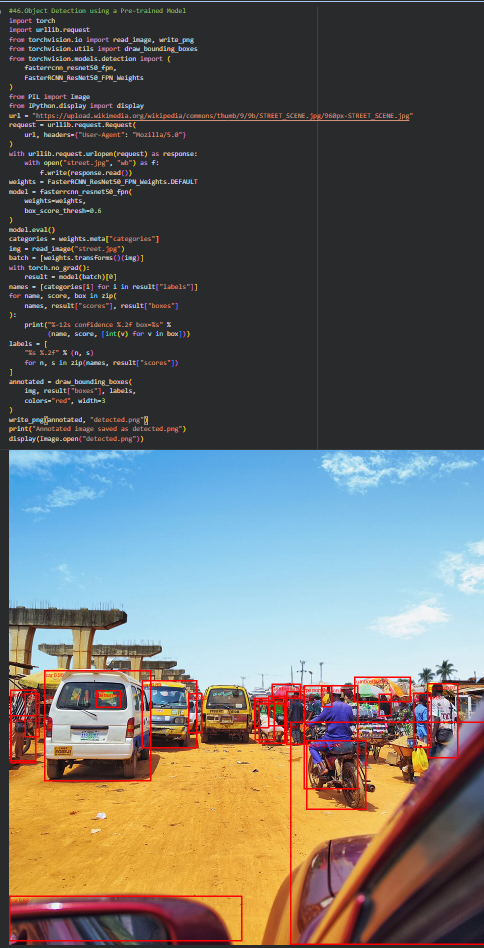 #46.Object Detection using a Pre-trained Model
import torch
import urllib.request
from torchvision.io import read_image, write_png
from torchvision.utils import draw_bounding_boxes
from torchvision.models.detection import (
    fasterrcnn_resnet50_fpn,
    FasterRCNN_ResNet50_FPN_Weights
)
from PIL import Image
from IPython.display import display
url = "https://upload.wikimedia.org/wikipedia/commons/thumb/9/9b/STREET_SCENE.jpg/960px-STREET_SCENE.jpg"
request = urllib.request.Request(
    url, headers={"User-Agent": "Mozilla/5.0"}
)
with urllib.request.urlopen(request) as response:
    with open("street.jpg", "wb") as f:
        f.write(response.read())
weights = FasterRCNN_ResNet50_FPN_Weights.DEFAULT
model = fasterrcnn_resnet50_fpn(
    weights=weights,
    box_score_thresh=0.6
)
model.eval()
categories = weights.meta["categories"]
img = read_image("street.jpg")
batch = [weights.transforms()(img)]
with torch.no_grad():
    result = model(batch)[0]
names = [categories[i] for i in result["labels"]]
for name, score, box in zip(
    names, result["scores"], result["boxes"]
):
    print("%-12s confidence %.2f box=%s" %
          (name, score, [int(v) for v in box]))
labels = [
    "%s %.2f" % (n, s)
    for n, s in zip(names, result["scores"])
]
annotated = draw_bounding_boxes(
    img, result["boxes"], labels,
    colors="red", width=3
)
write_png(annotated, "detected.png")
print("Annotated image saved as detected.png")
display(Image.open("detected.png"))